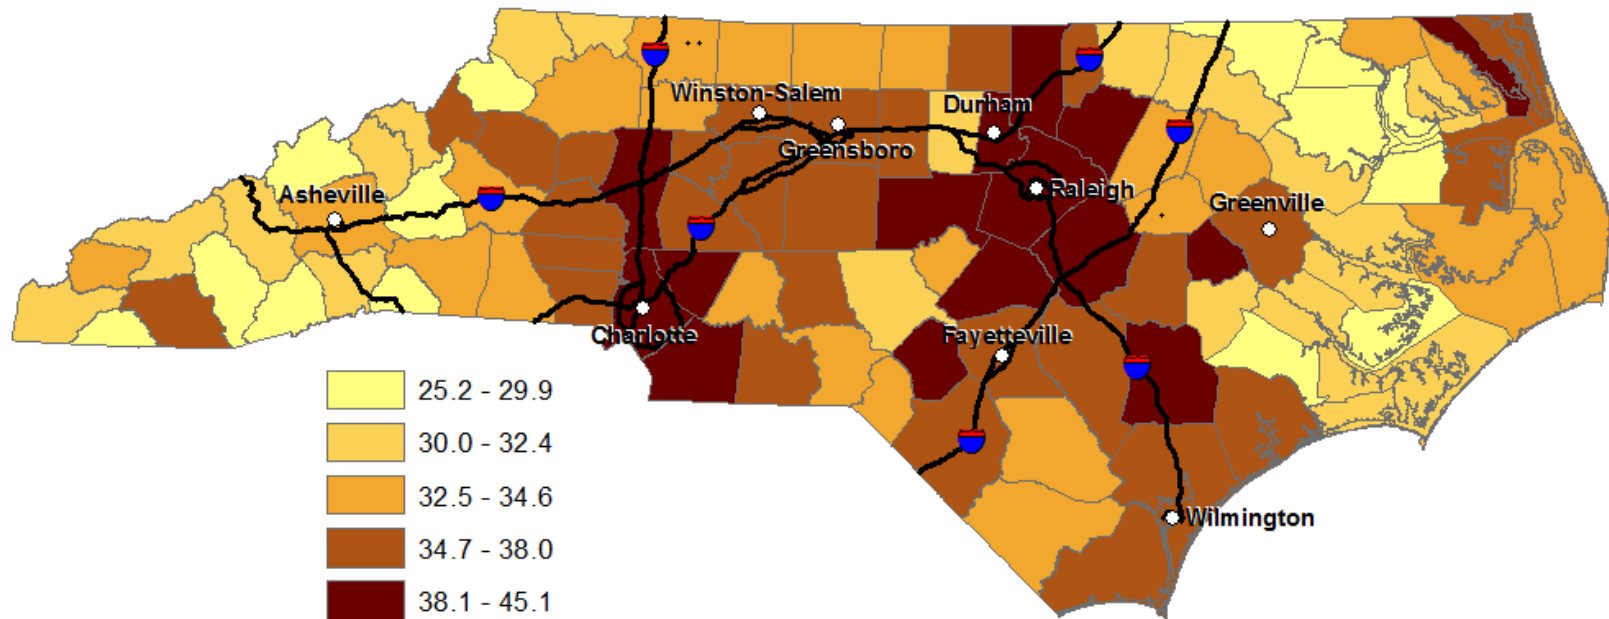 Winston-Salem
Durham
Greensboro
Raleigh
Asheville
Greenville
Charlotte
Fayetteville
Wilmington
25.2 - 29.9
30.0 - 32.4
32.5 - 34.6
34.7 - 38.0
38.1 - 45.1